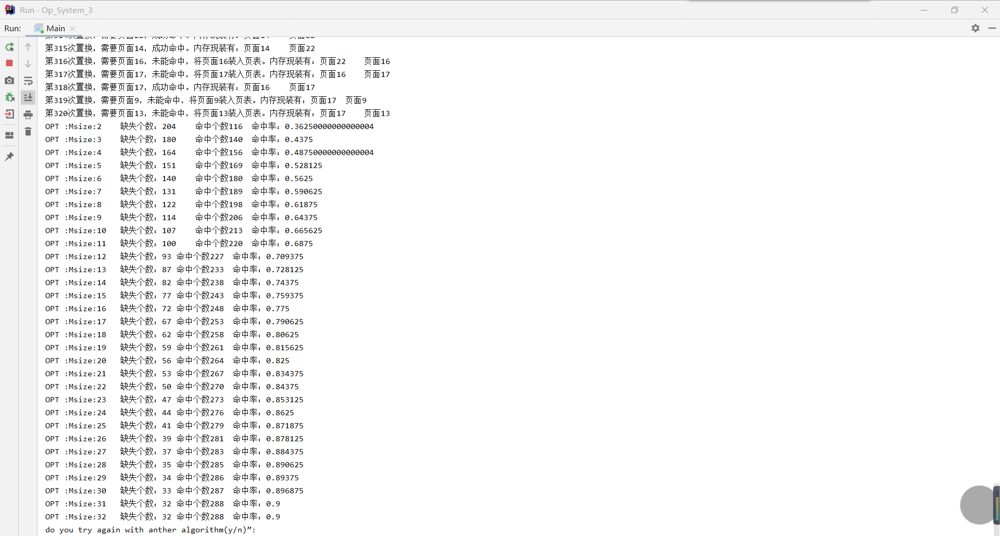 Run - Op_System_3
Run:
Main
第314次置换，需要页面22，成功命中。内存现装有：页面14 页面22
第315次置换，需要页面14，成功命中。内存现装有：页面14 页面22
第316次置换，需要页面16，未能命中，将页面16装入页表。内存现装有：页面22 页面16
第317次置换，需要页面17，未能命中，将页面17装入页表。内存现装有：页面16 页面17
第318次置换，需要页面17，成功命中。内存现装有：页面16 页面17
第319次置换，需要页面9，未能命中，将页面9装入页表。内存现装有：页面17 页面9
第320次置换，需要页面13，未能命中，将页面13装入页表。内存现装有：页面17 页面13
OPT :Msize:2 缺失个数：204 命中个数116 命中率：0.36250000000000004
OPT :Msize:3 缺失个数：180 命中个数140 命中率：0.4375
OPT :Msize:4 缺失个数：164 命中个数156 命中率：0.48750000000000004
OPT :Msize:5 缺失个数：151 命中个数169 命中率：0.528125
OPT :Msize:6 缺失个数：140 命中个数180 命中率：0.5625
OPT :Msize:7 缺失个数：131 命中个数189 命中率：0.590625
OPT :Msize:8 缺失个数：122 命中个数198 命中率：0.61875
OPT :Msize:9 缺失个数：114 命中个数206 命中率：0.64375
OPT :Msize:10 缺失个数：107 命中个数213 命中率：0.665625
OPT :Msize:11 缺失个数：100 命中个数220 命中率：0.6875
OPT :Msize:12 缺失个数：93 命中个数227 命中率：0.709375
OPT :Msize:13 缺失个数：87 命中个数233 命中率：0.728125
OPT :Msize:14 缺失个数：82 命中个数238 命中率：0.74375
OPT :Msize:15 缺失个数：77 命中个数243 命中率：0.759375
OPT :Msize:16 缺失个数：72 命中个数248 命中率：0.775
OPT :Msize:17 缺失个数：67 命中个数253 命中率：0.790625
OPT :Msize:18 缺失个数：62 命中个数258 命中率：0.80625
OPT :Msize:19 缺失个数：59 命中个数261 命中率：0.815625
OPT :Msize:20 缺失个数：56 命中个数264 命中率：0.825
OPT :Msize:21 缺失个数：53 命中个数267 命中率：0.834375
OPT :Msize:22 缺失个数：50 命中个数270 命中率：0.84375
OPT :Msize:23 缺失个数：47 命中个数273 命中率：0.853125
OPT :Msize:24 缺失个数：44 命中个数276 命中率：0.8625
OPT :Msize:25 缺失个数：41 命中个数279 命中率：0.871875
OPT :Msize:26 缺失个数：39 命中个数281 命中率：0.878125
OPT :Msize:27 缺失个数：37 命中个数283 命中率：0.884375
OPT :Msize:28 缺失个数：35 命中个数285 命中率：0.890625
OPT :Msize:29 缺失个数：34 命中个数286 命中率：0.89375
OPT :Msize:30 缺失个数：33 命中个数287 命中率：0.896875
OPT :Msize:31 缺失个数：32 命中个数288 命中率：0.9
OPT :Msize:32 缺失个数：32 命中个数288 命中率：0.9
do you try again with anther algorithm(y/n)”: